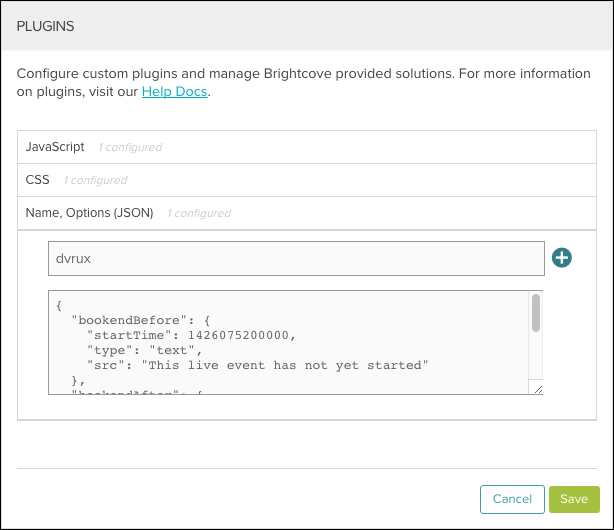 PLUGINS
Configure custom plugins and manage Brightcove provided solutions. For more information
on plugins, visit our Help Docs.
JavaScript 1 configured
CSS 1 configured
Name, Options (JSON) 1 configured
dvrux
{
"bookendBefore": {
"startTime": 1426075200000,
"type": "text",
"src": "This live event has not yet started"
},
Cancel Save